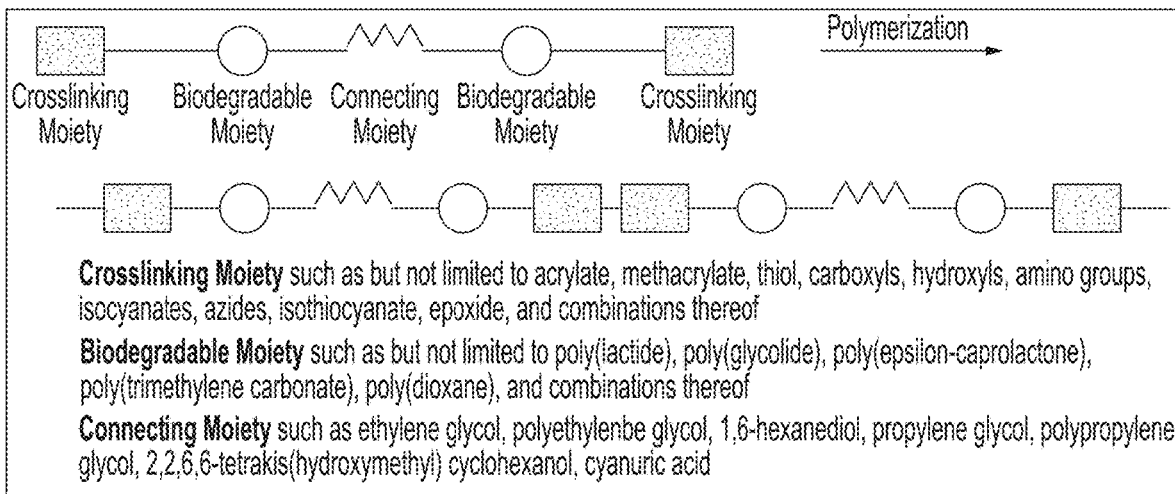 Polymerization
Crosslinking Moiety
Biodegradable Moiety
Connecting Moiety
Biodegradable Moiety
Crosslinking Moiety
Crosslinking Moiety such as but not limited to acrylate, methacrylate, thiol, carboxyls, hydroxyls, amino groups,
isocyanates, azides, isothiocyanate, epoxide, and combinations thereof
Biodegradable Moiety such as but not limited to poly(lactide), poly(glycolide), poly(epsilon-caprolactone),
poly(trimethylene carbonate), poly(dioxane), and combinations thereof
Connecting Moiety such as ethylene glycol, polyethylenbe glycol, 1,6-hexanediol, propylene glycol, polypropylene
glycol, 2,2,6,6-tetrakis(hydroxymethyl) cyclohexanol, cyanuric acid